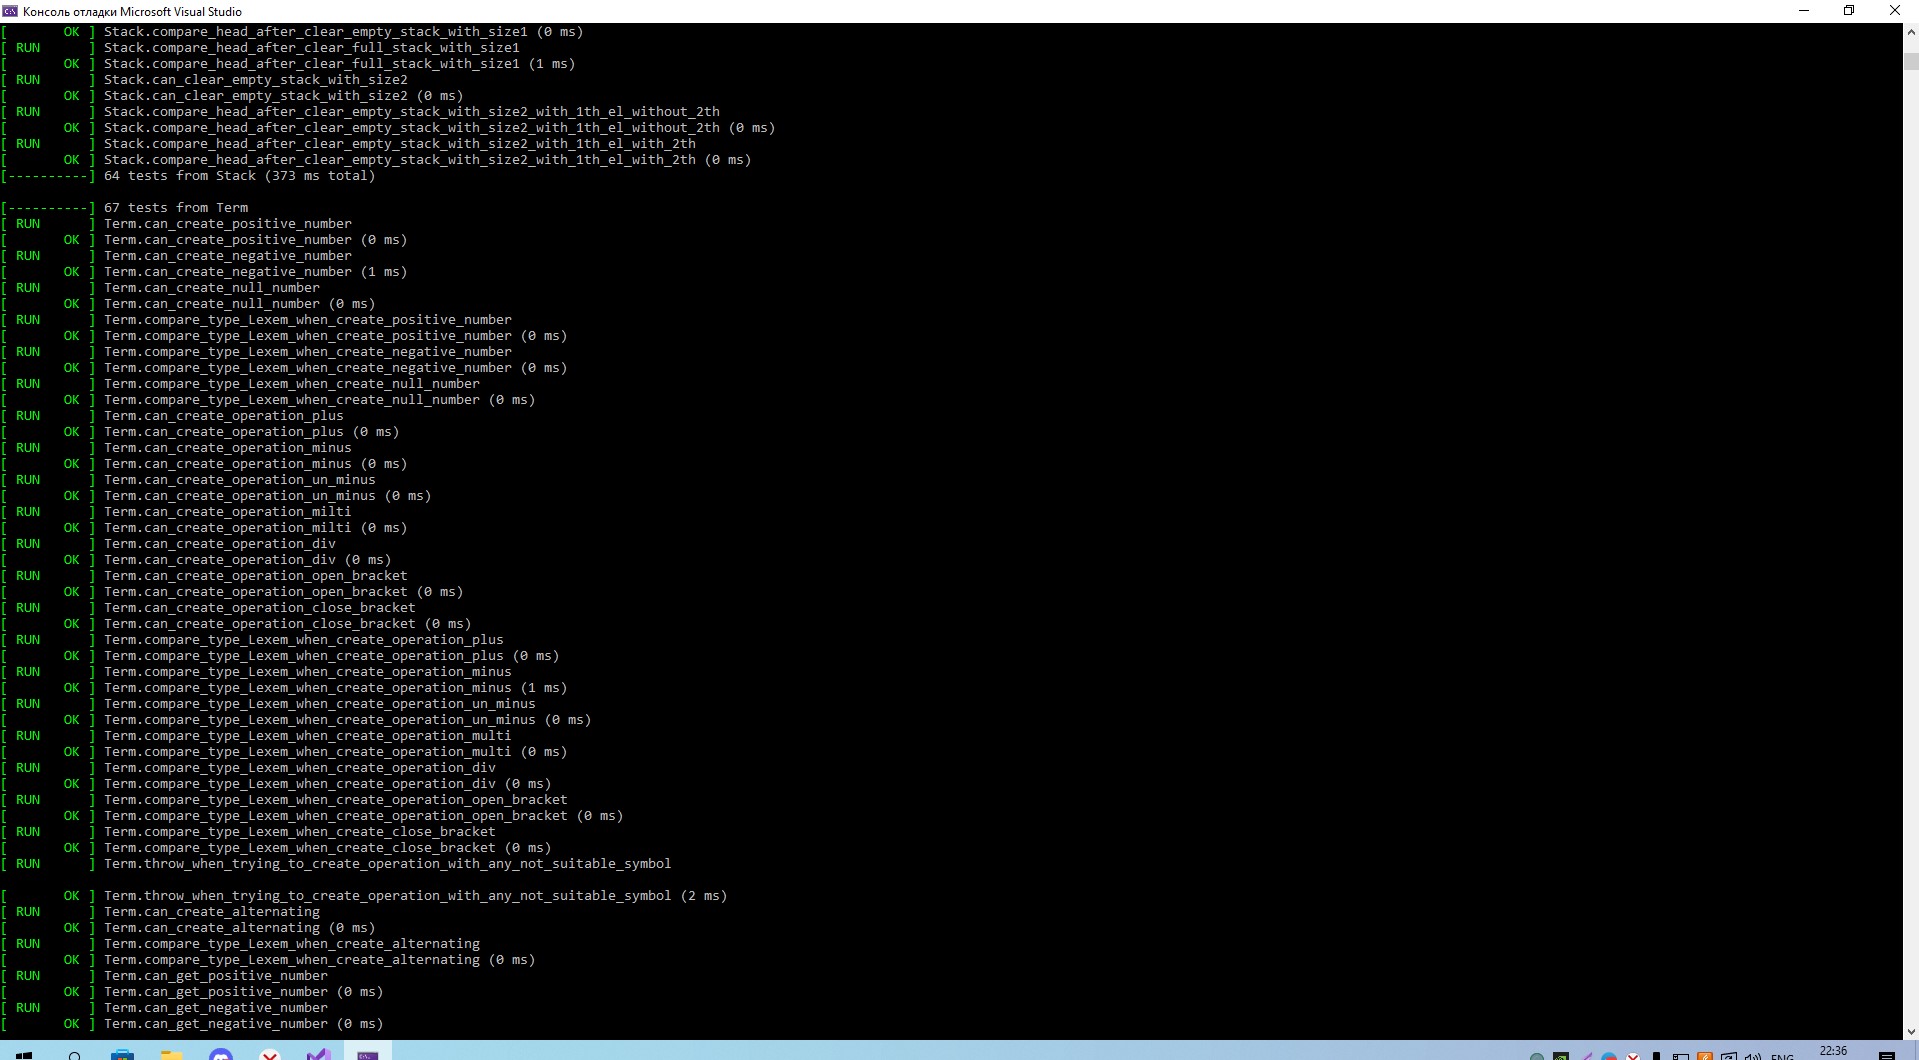 Консоль отладки Microsoft Visual Studio
[       OK ] Stack.compare_head_after_clear_empty_stack_with_size1 (0 ms)
[ RUN      ] Stack.compare_head_after_clear_full_stack_with_size1
[       OK ] Stack.compare_head_after_clear_full_stack_with_size1 (1 ms)
[ RUN      ] Stack.can_clear_empty_stack_with_size2
[       OK ] Stack.can_clear_empty_stack_with_size2 (0 ms)
[ RUN      ] Stack.compare_head_after_clear_empty_stack_with_size2_with_1th_el_without_2th
[       OK ] Stack.compare_head_after_clear_empty_stack_with_size2_with_1th_el_without_2th (0 ms)
[ RUN      ] Stack.compare_head_after_clear_empty_stack_with_size2_with_1th_el_with_2th
[       OK ] Stack.compare_head_after_clear_empty_stack_with_size2_with_1th_el_with_2th (0 ms)
[----------] 64 tests from Stack (373 ms total)
[----------] 67 tests from Term
[ RUN      ] Term.can_create_positive_number
[       OK ] Term.can_create_positive_number (0 ms)
[ RUN      ] Term.can_create_negative_number
[       OK ] Term.can_create_negative_number (1 ms)
[ RUN      ] Term.can_create_null_number
[       OK ] Term.can_create_null_number (0 ms)
[ RUN      ] Term.compare_type_Lexem_when_create_positive_number
[       OK ] Term.compare_type_Lexem_when_create_positive_number (0 ms)
[ RUN      ] Term.compare_type_Lexem_when_create_negative_number
[       OK ] Term.compare_type_Lexem_when_create_negative_number (0 ms)
[ RUN      ] Term.compare_type_Lexem_when_create_null_number
[       OK ] Term.compare_type_Lexem_when_create_null_number (0 ms)
[ RUN      ] Term.can_create_operation_plus
[       OK ] Term.can_create_operation_plus (0 ms)
[ RUN      ] Term.can_create_operation_minus
[       OK ] Term.can_create_operation_minus (0 ms)
[ RUN      ] Term.can_create_operation_un_minus
[       OK ] Term.can_create_operation_un_minus (0 ms)
[ RUN      ] Term.can_create_operation_milti
[       OK ] Term.can_create_operation_milti (0 ms)
[ RUN      ] Term.can_create_operation_div
[       OK ] Term.can_create_operation_div (0 ms)
[ RUN      ] Term.can_create_operation_open_bracket
[       OK ] Term.can_create_operation_open_bracket (0 ms)
[ RUN      ] Term.can_create_operation_close_bracket
[       OK ] Term.can_create_operation_close_bracket (0 ms)
[ RUN      ] Term.compare_type_Lexem_when_create_operation_plus
[       OK ] Term.compare_type_Lexem_when_create_operation_plus (0 ms)
[ RUN      ] Term.compare_type_Lexem_when_create_operation_minus
[       OK ] Term.compare_type_Lexem_when_create_operation_minus (1 ms)
[ RUN      ] Term.compare_type_Lexem_when_create_operation_un_minus
[       OK ] Term.compare_type_Lexem_when_create_operation_un_minus (0 ms)
[ RUN      ] Term.compare_type_Lexem_when_create_operation_multi
[       OK ] Term.compare_type_Lexem_when_create_operation_multi (0 ms)
[ RUN      ] Term.compare_type_Lexem_when_create_operation_div
[       OK ] Term.compare_type_Lexem_when_create_operation_div (0 ms)
[ RUN      ] Term.compare_type_Lexem_when_create_operation_open_bracket
[       OK ] Term.compare_type_Lexem_when_create_operation_open_bracket (0 ms)
[ RUN      ] Term.compare_type_Lexem_when_create_close_bracket
[       OK ] Term.compare_type_Lexem_when_create_close_bracket (0 ms)
[ RUN      ] Term.throw_when_trying_to_create_operation_with_any_not_suitable_symbol
[       OK ] Term.throw_when_trying_to_create_operation_with_any_not_suitable_symbol (2 ms)
[ RUN      ] Term.can_create_alternating
[       OK ] Term.can_create_alternating (0 ms)
[ RUN      ] Term.compare_type_Lexem_when_create_alternating
[       OK ] Term.compare_type_Lexem_when_create_alternating (0 ms)
[ RUN      ] Term.can_get_positive_number
[       OK ] Term.can_get_positive_number (0 ms)
[ RUN      ] Term.can_get_negative_number
[       OK ] Term.can_get_negative_number (0 ms)
ENG
22:36